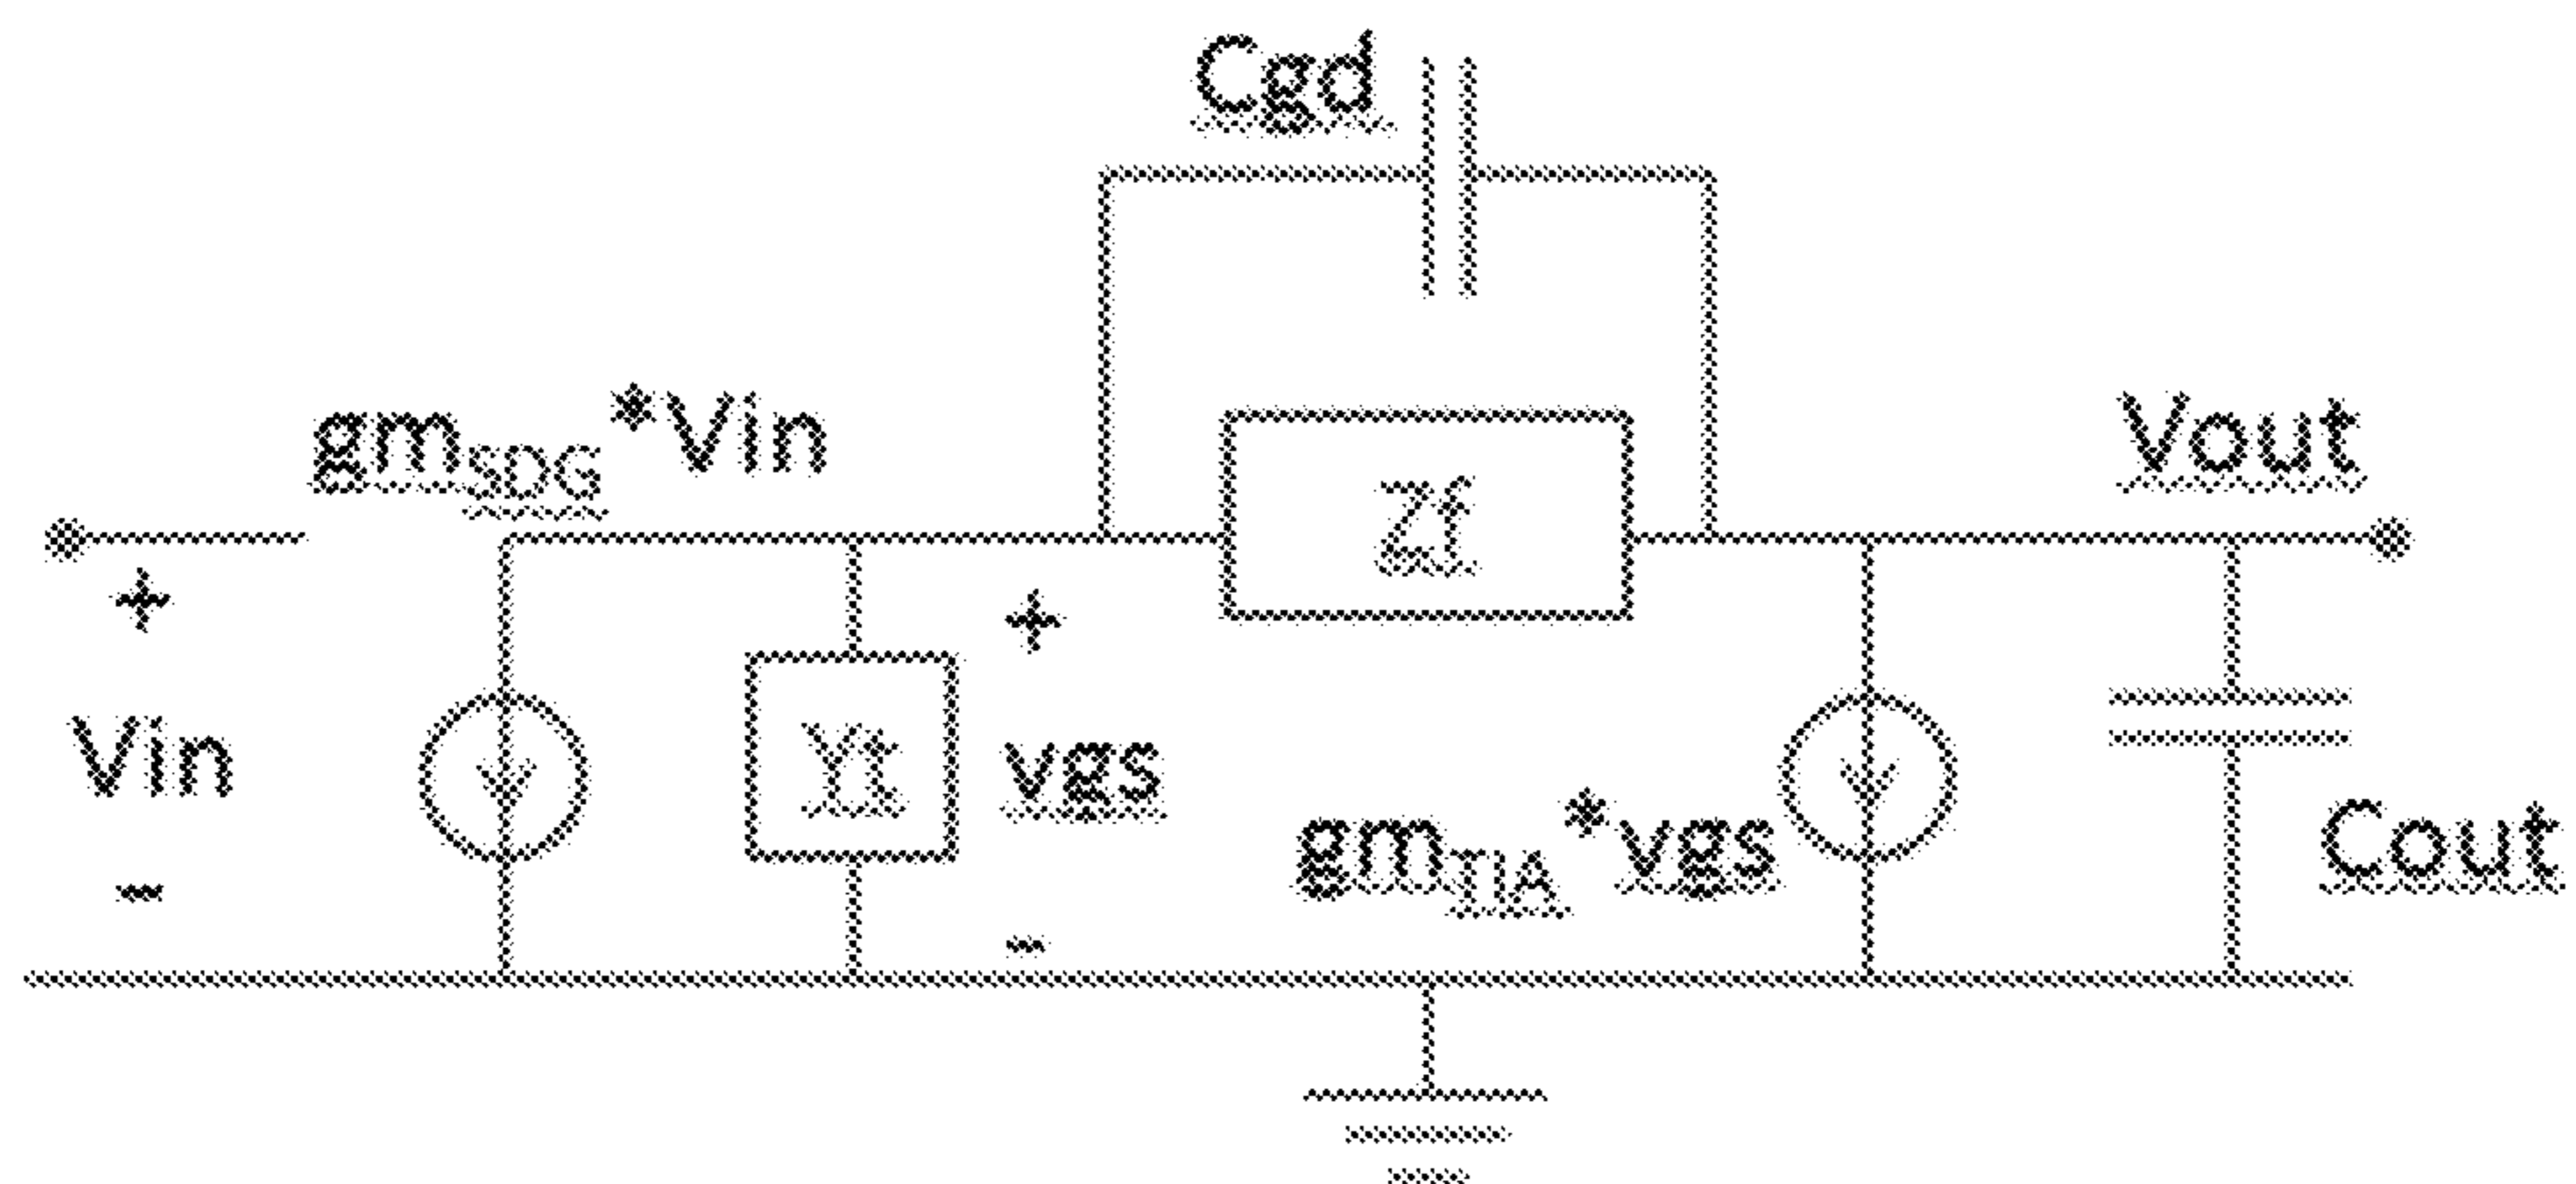 Cgd
gmSDG*Vin
Vout
Zf
+
+
Vin
Yt
vgs
gmTIA*vgs
Cout
-
-